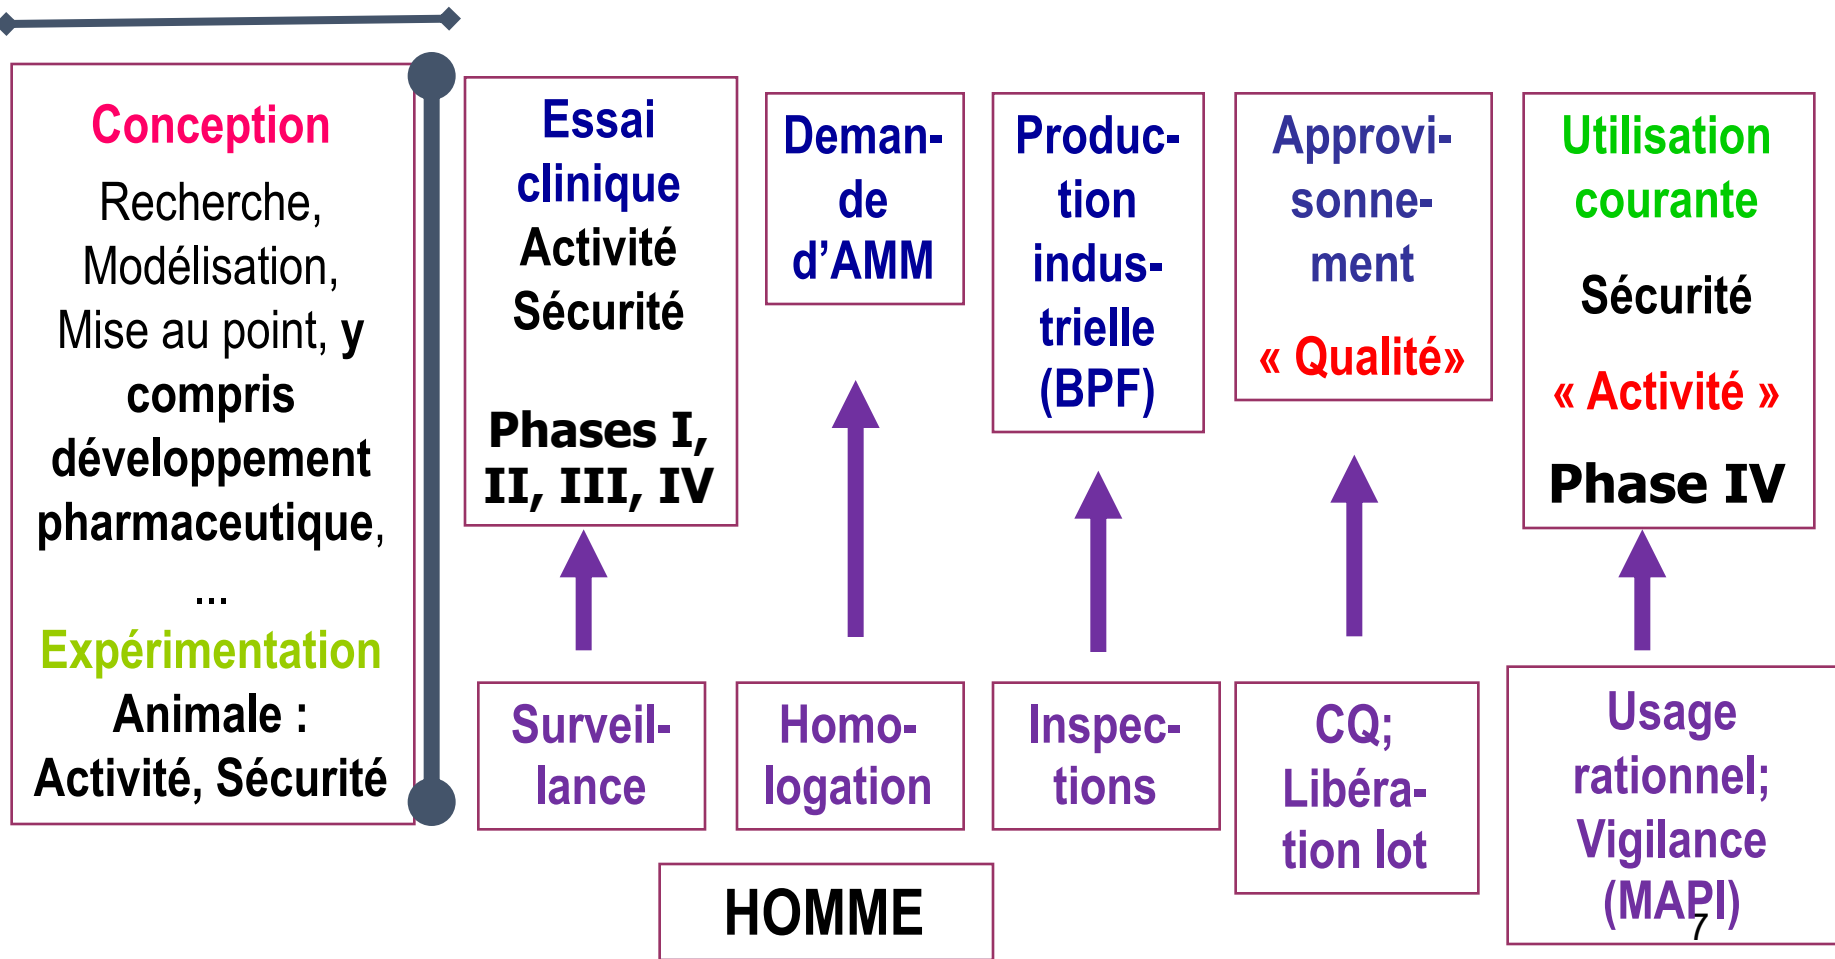 Conception
Recherche,
Modélisation,
Mise au point, y
compris
développement
pharmaceutique,
...
Expérimentation
Animale :
Activité, Sécurité
Essai
clinique
Activité
Sécurité
Phases I,
II, III, IV
Deman-
de
d’AMM
Produc-
tion
indus-
trielle
(BPF)
Approvi-
sonne-
ment
« Qualité»
Utilisation
courante
Sécurité
« Activité »
Phase IV
Surveil-
lance
Homo-
logation
Inspec-
tions
CQ;
Libéra-
tion lot
Usage
rationnel;
Vigilance
(MAPI)
HOMME
7